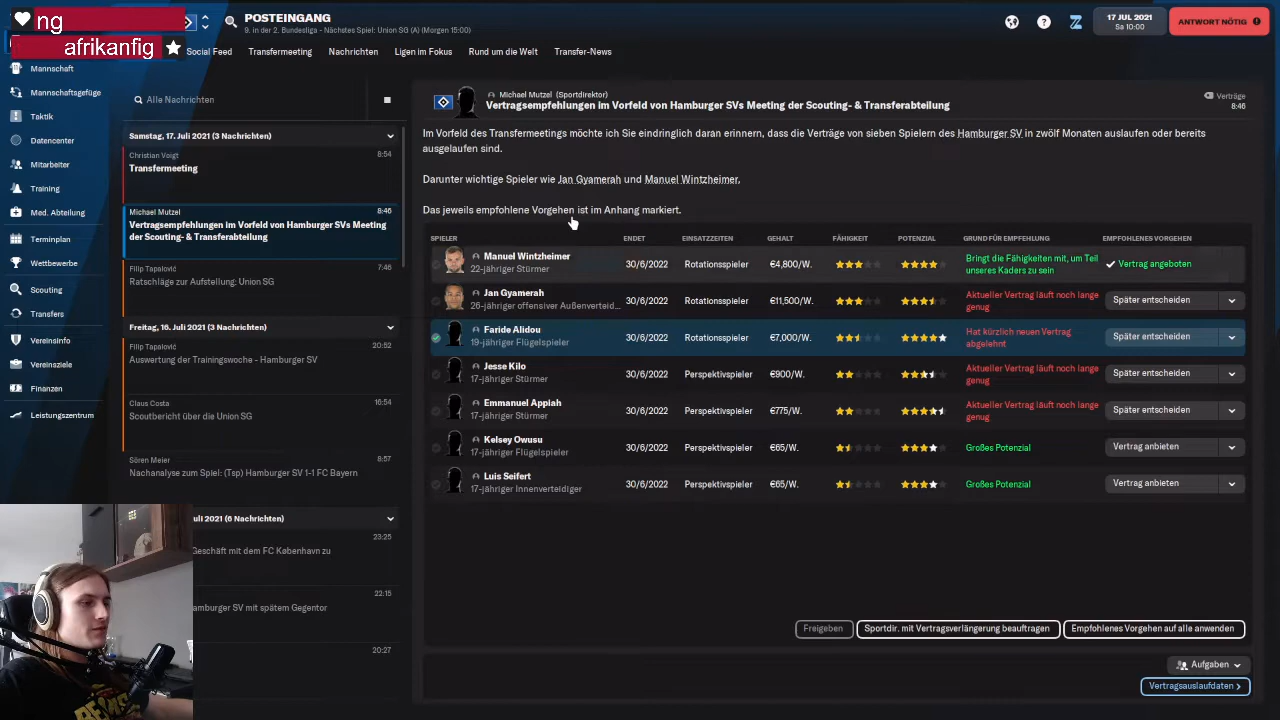 ng
afrikanfig
POSTEINGANG
9. in der 2. Bundesliga - Nächstes Spiel: Union SG (A) (Morgen 15:00)
17 JUL 2021
Sa 10:00
ANTWORT NÖTIG
Social Feed
Transfermeeting
Nachrichten
Ligen im Fokus
Rund um die Welt
Transfer-News
Mannschaft
Mannschaftsgefüge
Taktik
Datencenter
Mitarbeiter
Training
Med. Abteilung
Terminplan
Wettbewerbe
Scouting
Transfers
Vereinsinfo
Vereinsziele
Finanzen
Leistungszentrum
Alle Nachrichten
Samstag, 17. Juli 2021 (3 Nachrichten)
Christian Voigt 8:54
Transfermeeting
Michael Mutzel 8:46
Vertragsempfehlungen im Vorfeld von Hamburger SVs Meeting
der Scouting- & Transferabteilung
Filip Tapalović 7:46
Ratschläge zur Aufstellung: Union SG
Freitag, 16. Juli 2021 (3 Nachrichten)
Filip Tapalović 20:52
Auswertung der Trainingswoche - Hamburger SV
Claus Costa 16:54
Scoutbericht über die Union SG
Sören Meier 8:57
Nachanalyse zum Spiel: (Tsp) Hamburger SV 1-1 FC Bayern
uli 2021 (6 Nachrichten)
23:25
Geschäft mit dem FC København zu
22:15
amburger SV mit spätem Gegentor
20:27
Michael Mutzel (Sportdirektor)
Vertragsempfehlungen im Vorfeld von Hamburger SVs Meeting der Scouting- & Transferabteilung
Verträge
8:46
Im Vorfeld des Transfermeetings möchte ich Sie eindringlich daran erinnern, dass die Verträge von sieben Spielern des Hamburger SV in zwölf Monaten auslaufen oder bereits
ausgelaufen sind.
Darunter wichtige Spieler wie Jan Gyamerah und Manuel Wintzheimer.
Das jeweils empfohlene Vorgehen ist im Anhang markiert.
SPIELER ENDET EINSATZZEITEN GEHALT FÄHIGKEIT POTENZIAL GRUND FÜR EMPFEHLUNG EMPFOHLENES VORGEHEN
Manuel Wintzheimer
22-jähriger Stürmer
30/6/2022 Rotationsspieler €4,800/W.
Bringt die Fähigkeiten mit, um Teil
unseres Kaders zu sein
Vertrag angeboten
Jan Gyamerah
26-jähriger offensiver Außenverteid...
30/6/2022 Rotationsspieler €11,500/W.
Aktueller Vertrag läuft noch lange
genug
Später entscheiden
Faride Alidou
19-jähriger Flügelspieler
30/6/2022 Rotationsspieler €7,000/W.
Hat kürzlich neuen Vertrag
abgelehnt
Später entscheiden
Jesse Kilo
17-jähriger Stürmer
30/6/2022 Perspektivspieler €900/W.
Aktueller Vertrag läuft noch lange
genug
Später entscheiden
Emmanuel Appiah
17-jähriger Stürmer
30/6/2022 Perspektivspieler €775/W.
Aktueller Vertrag läuft noch lange
genug
Später entscheiden
Kelsey Owusu
17-jähriger Flügelspieler
30/6/2022 Perspektivspieler €65/W.
Großes Potenzial
Vertrag anbieten
Luis Seifert
17-jähriger Innenverteidiger
30/6/2022 Perspektivspieler €65/W.
Großes Potenzial
Vertrag anbieten
Freigeben
Sportdir. mit Vertragsverlängerung beauftragen
Empfohlenes Vorgehen auf alle anwenden
Aufgaben
Vertragsauslaufdaten